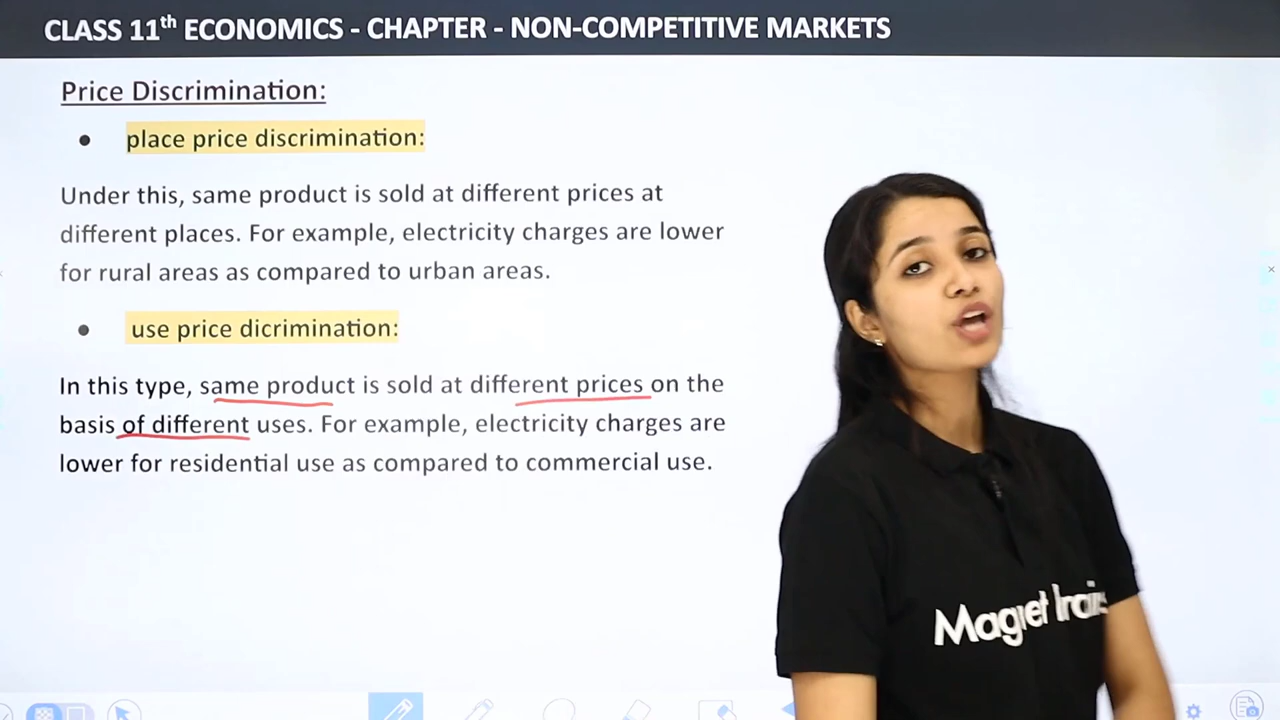 CLASS 11th ECONOMICS - CHAPTER - NON-COMPETITIVE MARKETS
Price Discrimination:
• place price discrimination:
Under this, same product is sold at different prices at
different places. For example, electricity charges are lower
for rural areas as compared to urban areas.
• use price dicrimination:
In this type, same product is sold at different prices on the
basis of different uses. For example, electricity charges are
lower for residential use as compared to commercial use.
Magnet